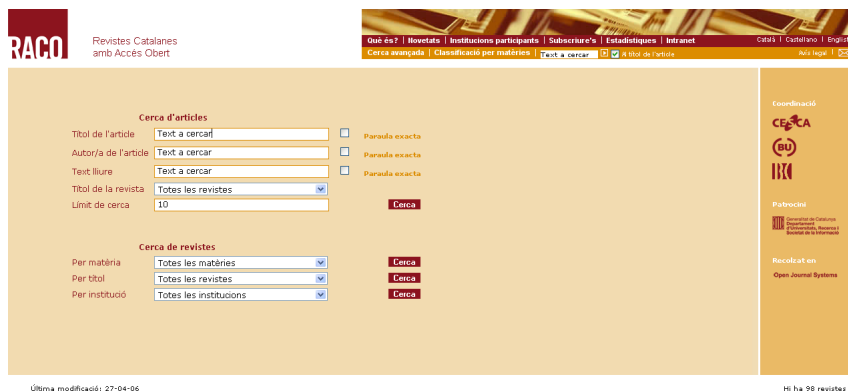 RACO
Revistes Catalanes
amb Accés Obert
Què és? | Novetats | Institucions participants | Subscriure's | Estadístiques | Intranet
Català | Castellano | English
Cerca avançada | Classificació per matèries | Text a cercar Al títol de l'article
Avís legal |
Cerca d'articles
Títol de l'article Text a cercar Paraula exacta
Autor/a de l'article Text a cercar Paraula exacta
Text lliure Text a cercar Paraula exacta
Títol de la revista Totes les revistes
Límit de cerca 10 Cerca
Cerca de revistes
Per matèria Totes les matèries Cerca
Per títol Totes les revistes Cerca
Per institució Totes les institucions Cerca
Coordinació
CESCA
BU
Patrocini
Generalitat de Catalunya
Departament
d'Universitats, Recerca i
Societat de la Informació
Recolzat en
Open Journal Systems
Última modificació: 27-04-06
Hi ha 98 revistes